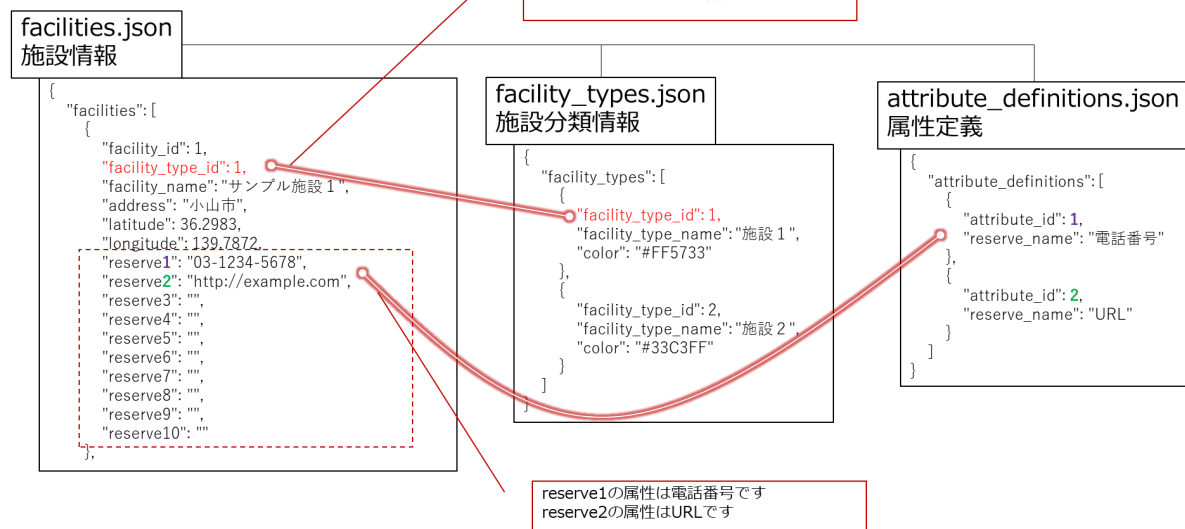 facilities.json
施設情報
{
"facilities": [
{
"facility_id": 1,
"facility_type_id": 1,
"facility_name": "サンプル施設１",
"address": "小山市",
"latitude": 36.2983,
"longitude": 139.7872,
"reserve1": "03-1234-5678",
"reserve2": "http://example.com",
"reserve3": "",
"reserve4": "",
"reserve5": "",
"reserve6": "",
"reserve7": "",
"reserve8": "",
"reserve9": "",
"reserve10": ""
},
facility_types.json
施設分類情報
{
"facility_types": [
{
"facility_type_id": 1,
"facility_type_name": "施設１",
"color": "#FF5733"
},
{
"facility_type_id": 2,
"facility_type_name": "施設２",
"color": "#33C3FF"
}
]
}
attribute_definitions.json
属性定義
{
"attribute_definitions": [
{
"attribute_id": 1,
"reserve_name": "電話番号"
},
{
"attribute_id": 2,
"reserve_name": "URL"
}
]
}
reserve1の属性は電話番号です
reserve2の属性はURLです